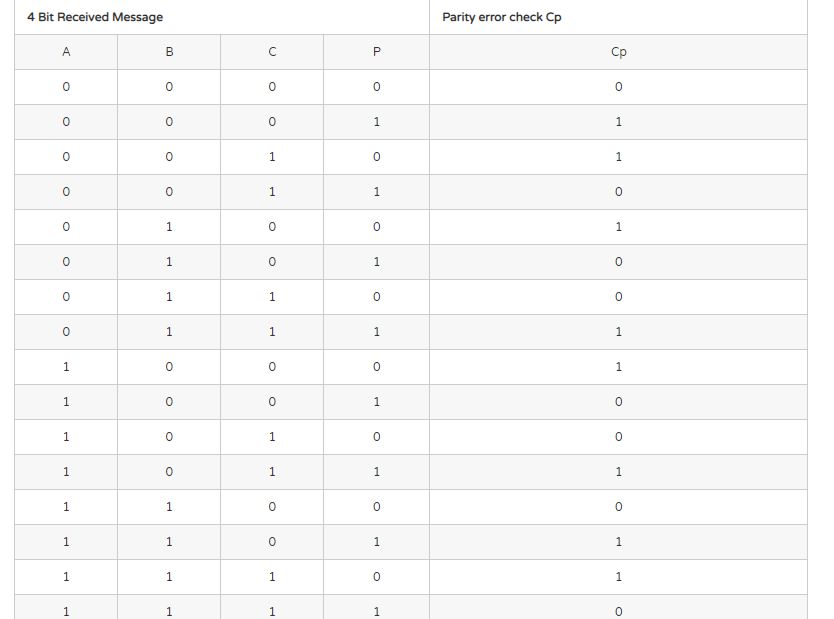 4 Bit Received Message Parity error check Cp
A B C P Cp
0 0 0 0 0
0 0 0 1 1
0 0 1 0 1
0 0 1 1 0
0 1 0 0 1
0 1 0 1 0
0 1 1 0 0
0 1 1 1 1
1 0 0 0 1
1 0 0 1 0
1 0 1 0 0
1 0 1 1 1
1 1 0 0 0
1 1 0 1 1
1 1 1 0 1
1 1 1 1 0